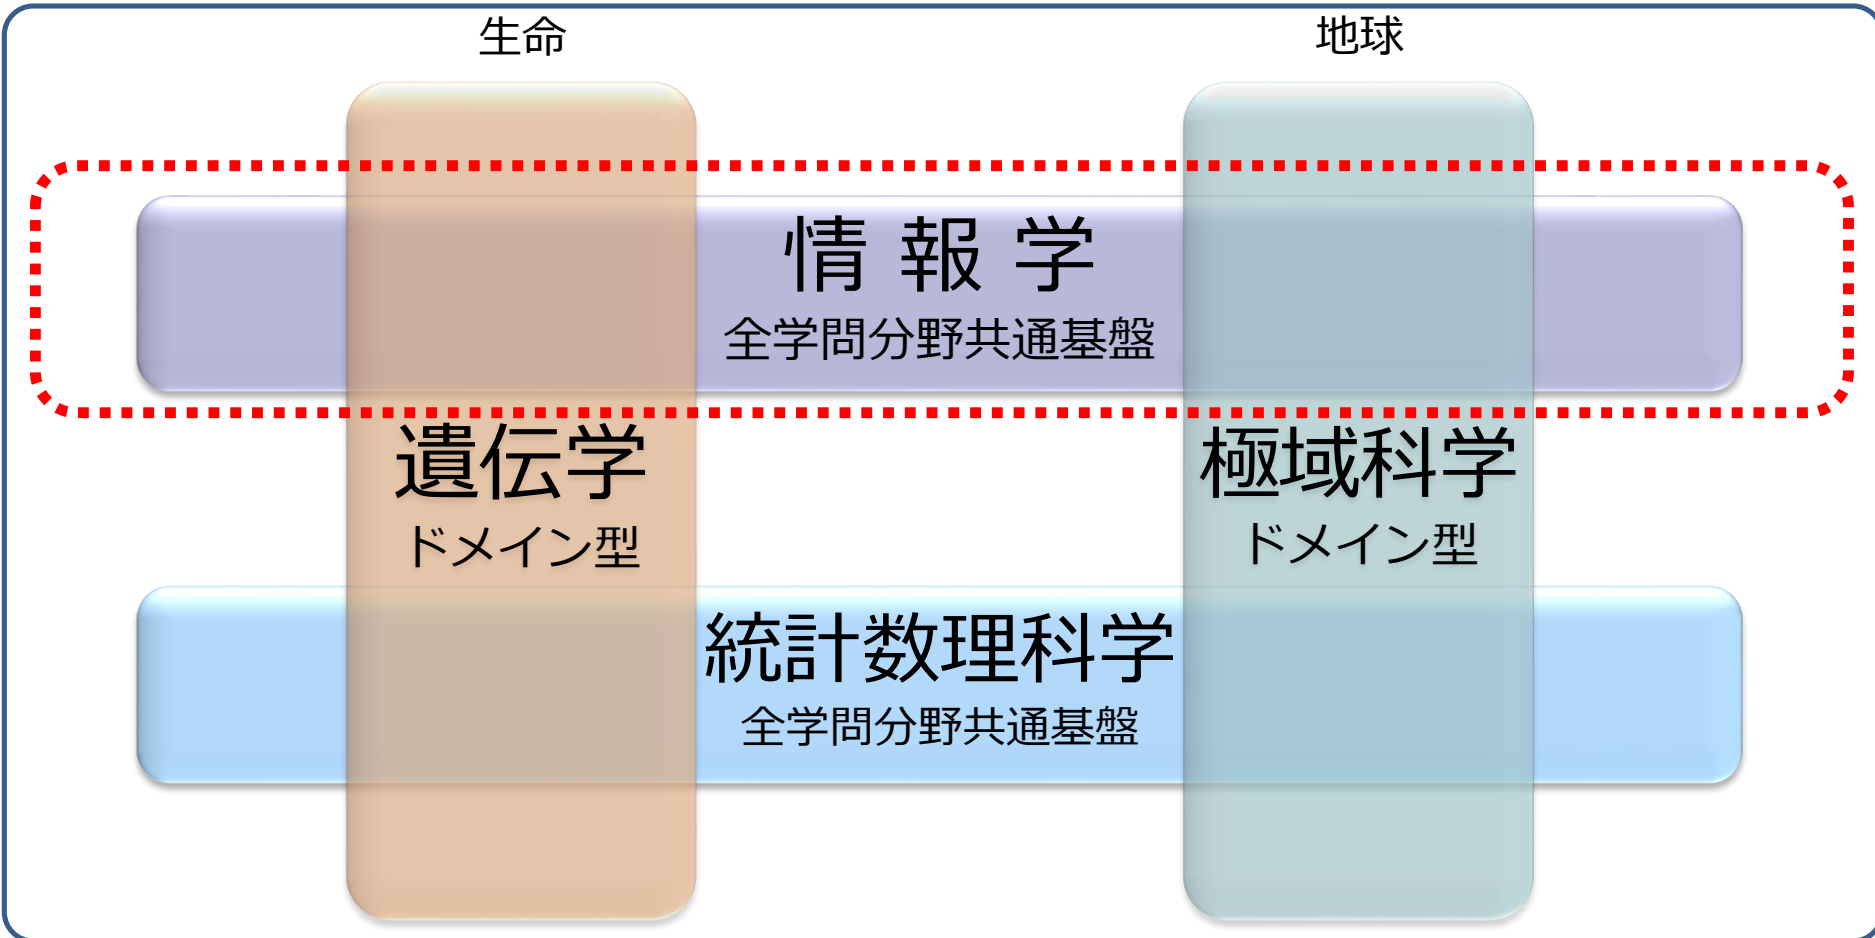 生命
地球
情報学
全学問分野共通基盤
遺伝学
ドメイン型
極域科学
ドメイン型
統計数理科学
全学問分野共通基盤